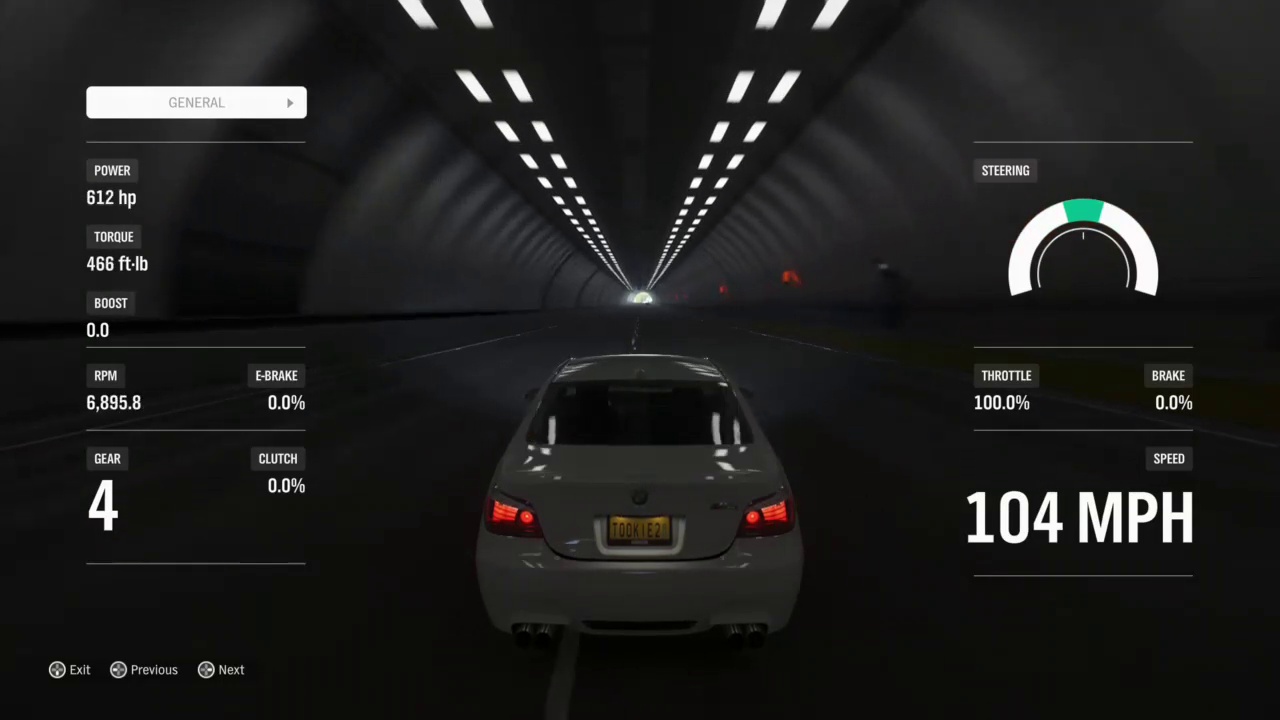 GENERAL
POWER
612 hp
TORQUE
466 ft·lb
BOOST
0.0
RPM
E-BRAKE
6,895.8
0.0%
GEAR
CLUTCH
4
0.0%
STEERING
THROTTLE
BRAKE
100.0%
0.0%
SPEED
104 MPH
TOOKIE2
Exit
Previous
Next